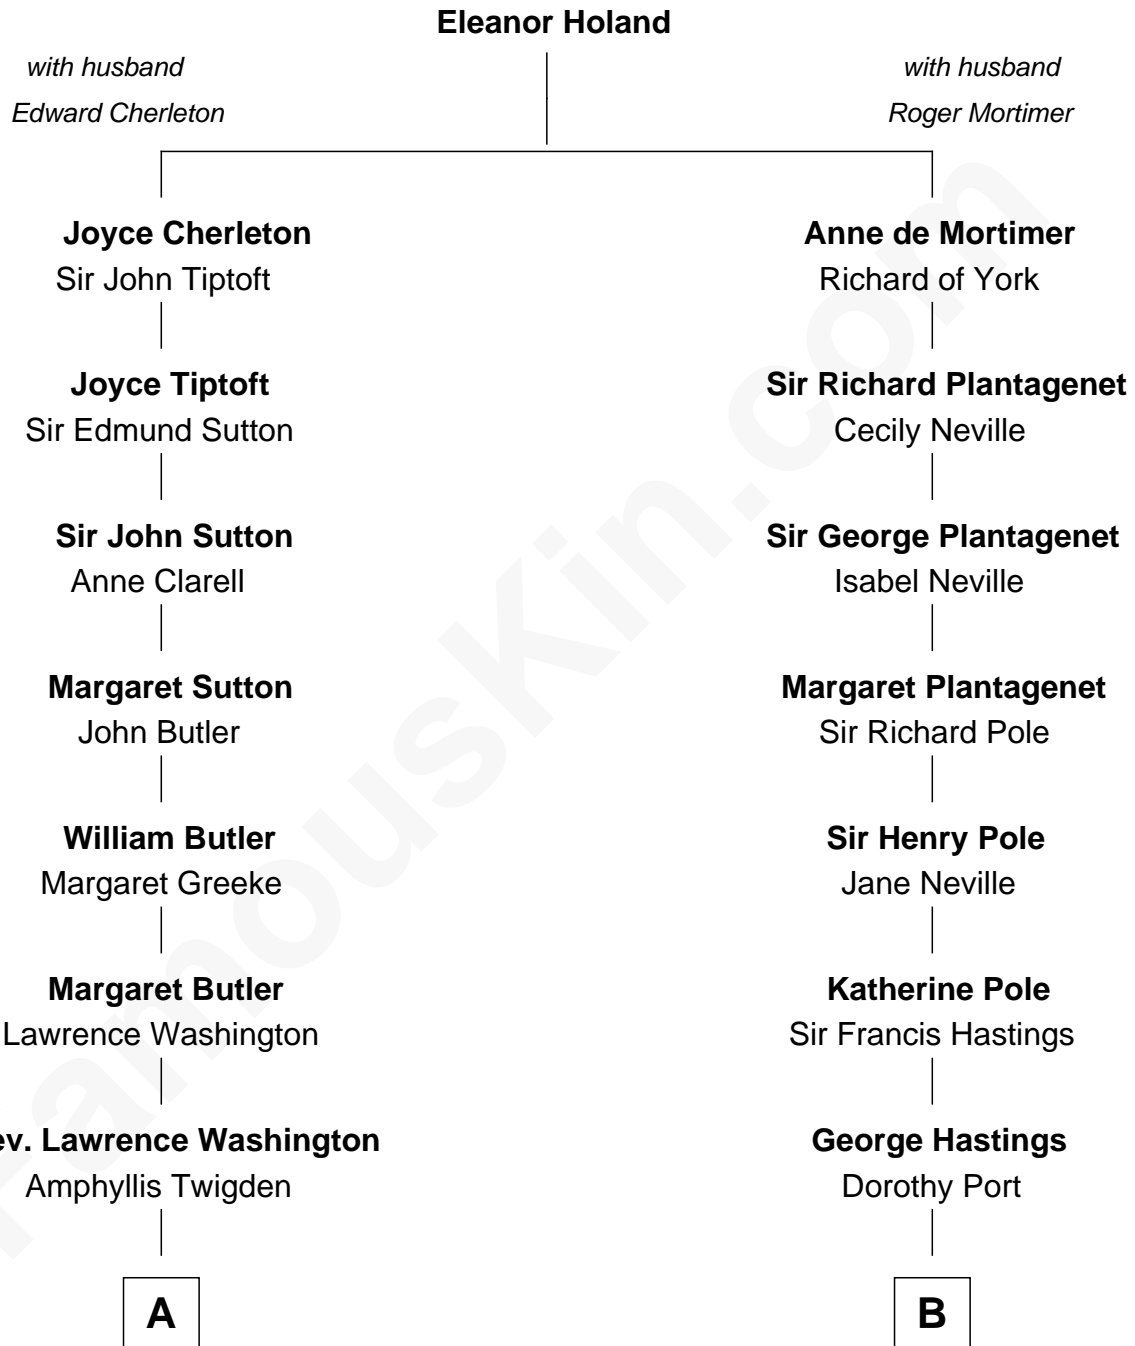 Eleanor Holand
with husband
Edward Cherleton
with husband
Roger Mortimer
Joyce Cherleton
Sir John Tiptoft
Anne de Mortimer
Richard of York
Joyce Tiptoft
Sir Edmund Sutton
Sir Richard Plantagenet
Cecily Neville
Sir John Sutton
Anne Clarell
Sir George Plantagenet
Isabel Neville
Margaret Sutton
John Butler
Margaret Plantagenet
Sir Richard Pole
William Butler
Margaret Greeke
Sir Henry Pole
Jane Neville
Margaret Butler
Lawrence Washington
Katherine Pole
Sir Francis Hastings
ev. Lawrence Washington
Amphyllis Twigden
George Hastings
Dorothy Port
A
B
FamousKin.com